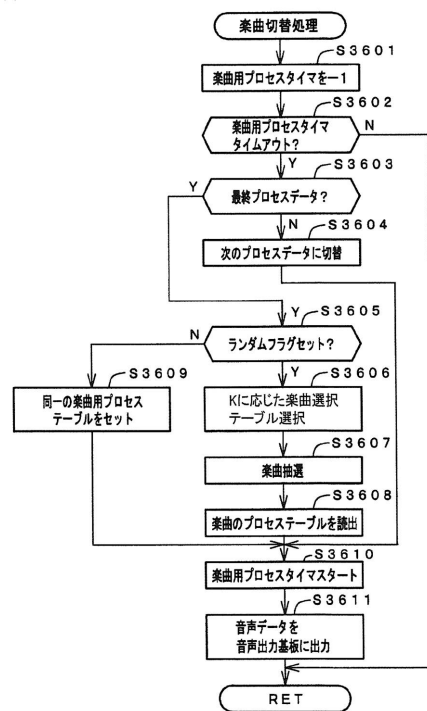 楽曲切替処理
S3601
楽曲用プロセスタイマを－1
S3602
楽曲用プロセスタイマ
タイムアウト？
N
Y
S3603
Y
最終プロセスデータ？
N
S3604
次のプロセスデータに切替
Y
S3605
N
ランダムフラグセット？
S3609
Y
S3606
同一の楽曲用プロセス
テーブルをセット
Kに応じた楽曲選択
テーブル選択
S3607
楽曲抽選
S3608
楽曲のプロセステーブルを読出
S3610
楽曲用プロセスタイマスタート
S3611
音声データを
音声出力基板に出力
RET